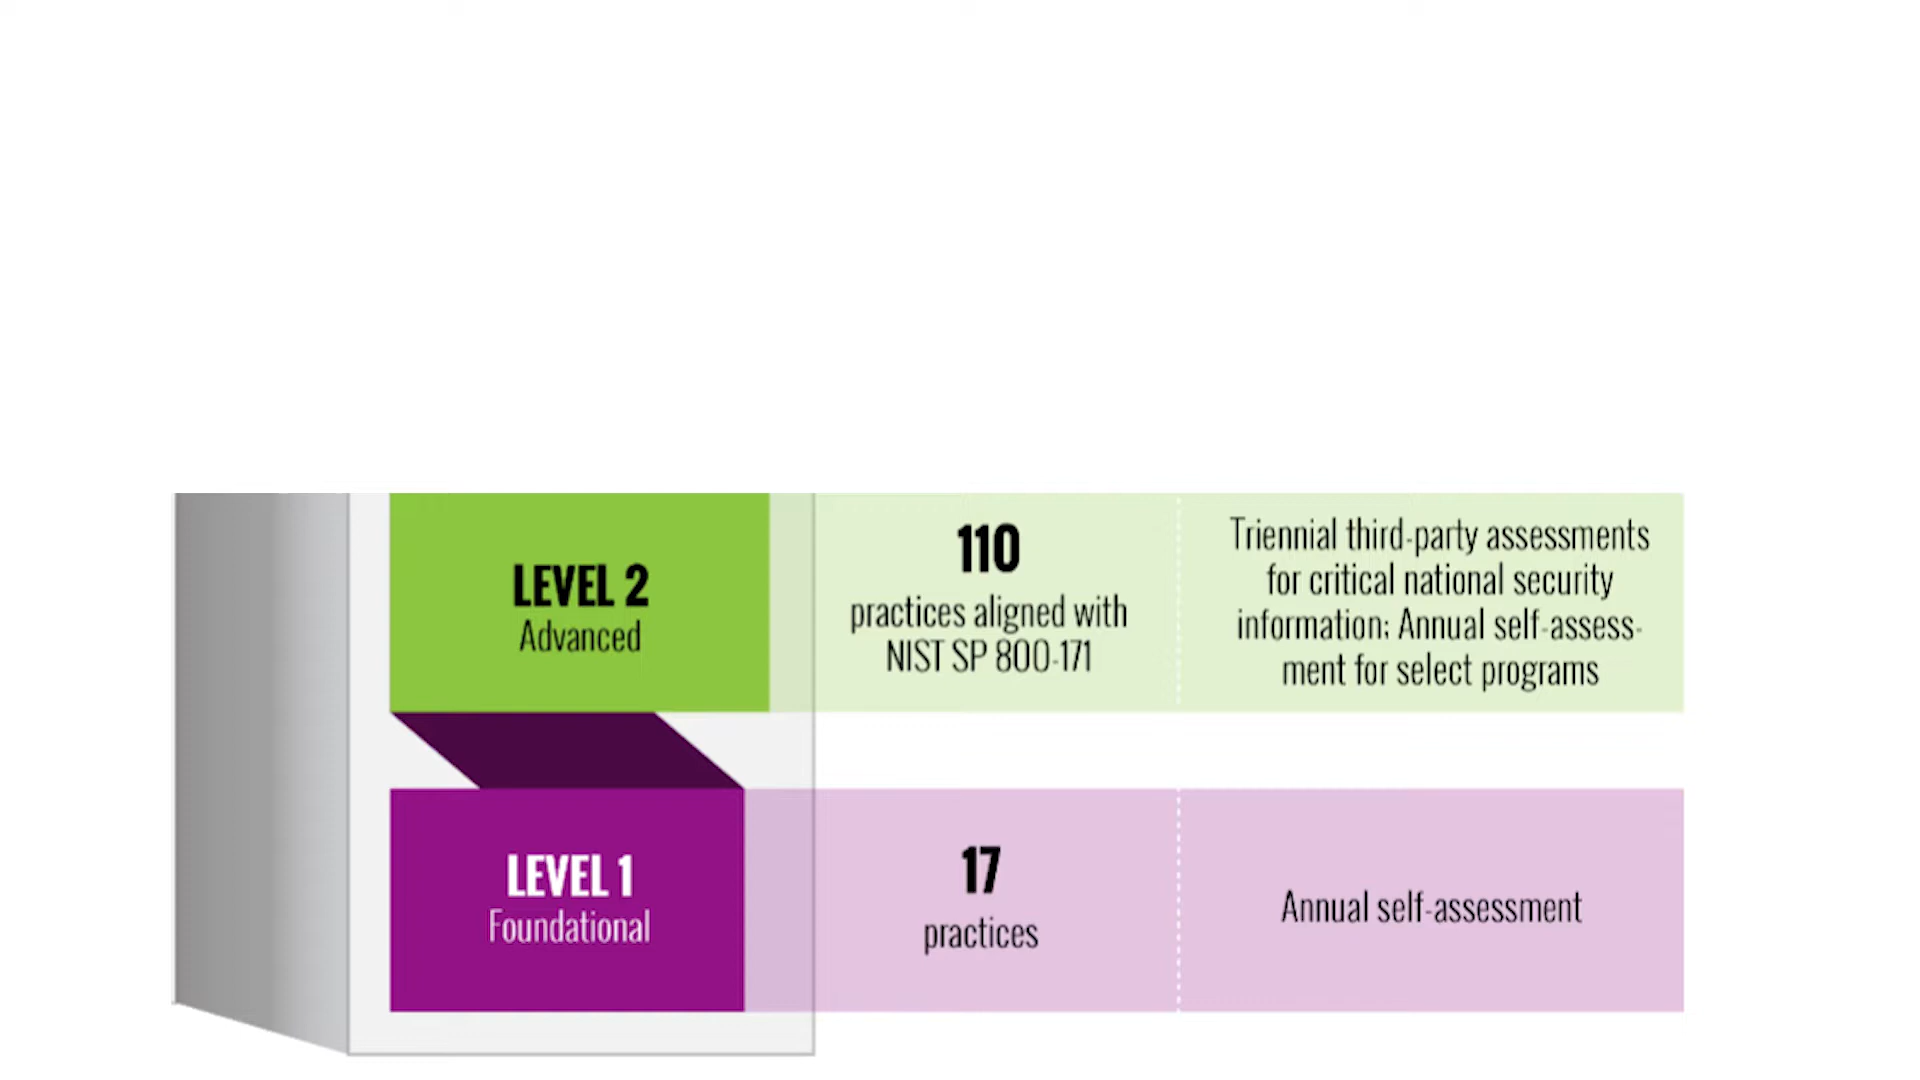 LEVEL 2
Advanced
110
practices aligned with
NIST SP 800-171
Triennial third-party assessments
for critical national security
information; Annual self-assess-
ment for select programs
LEVEL 1
Foundational
17
practices
Annual self-assessment